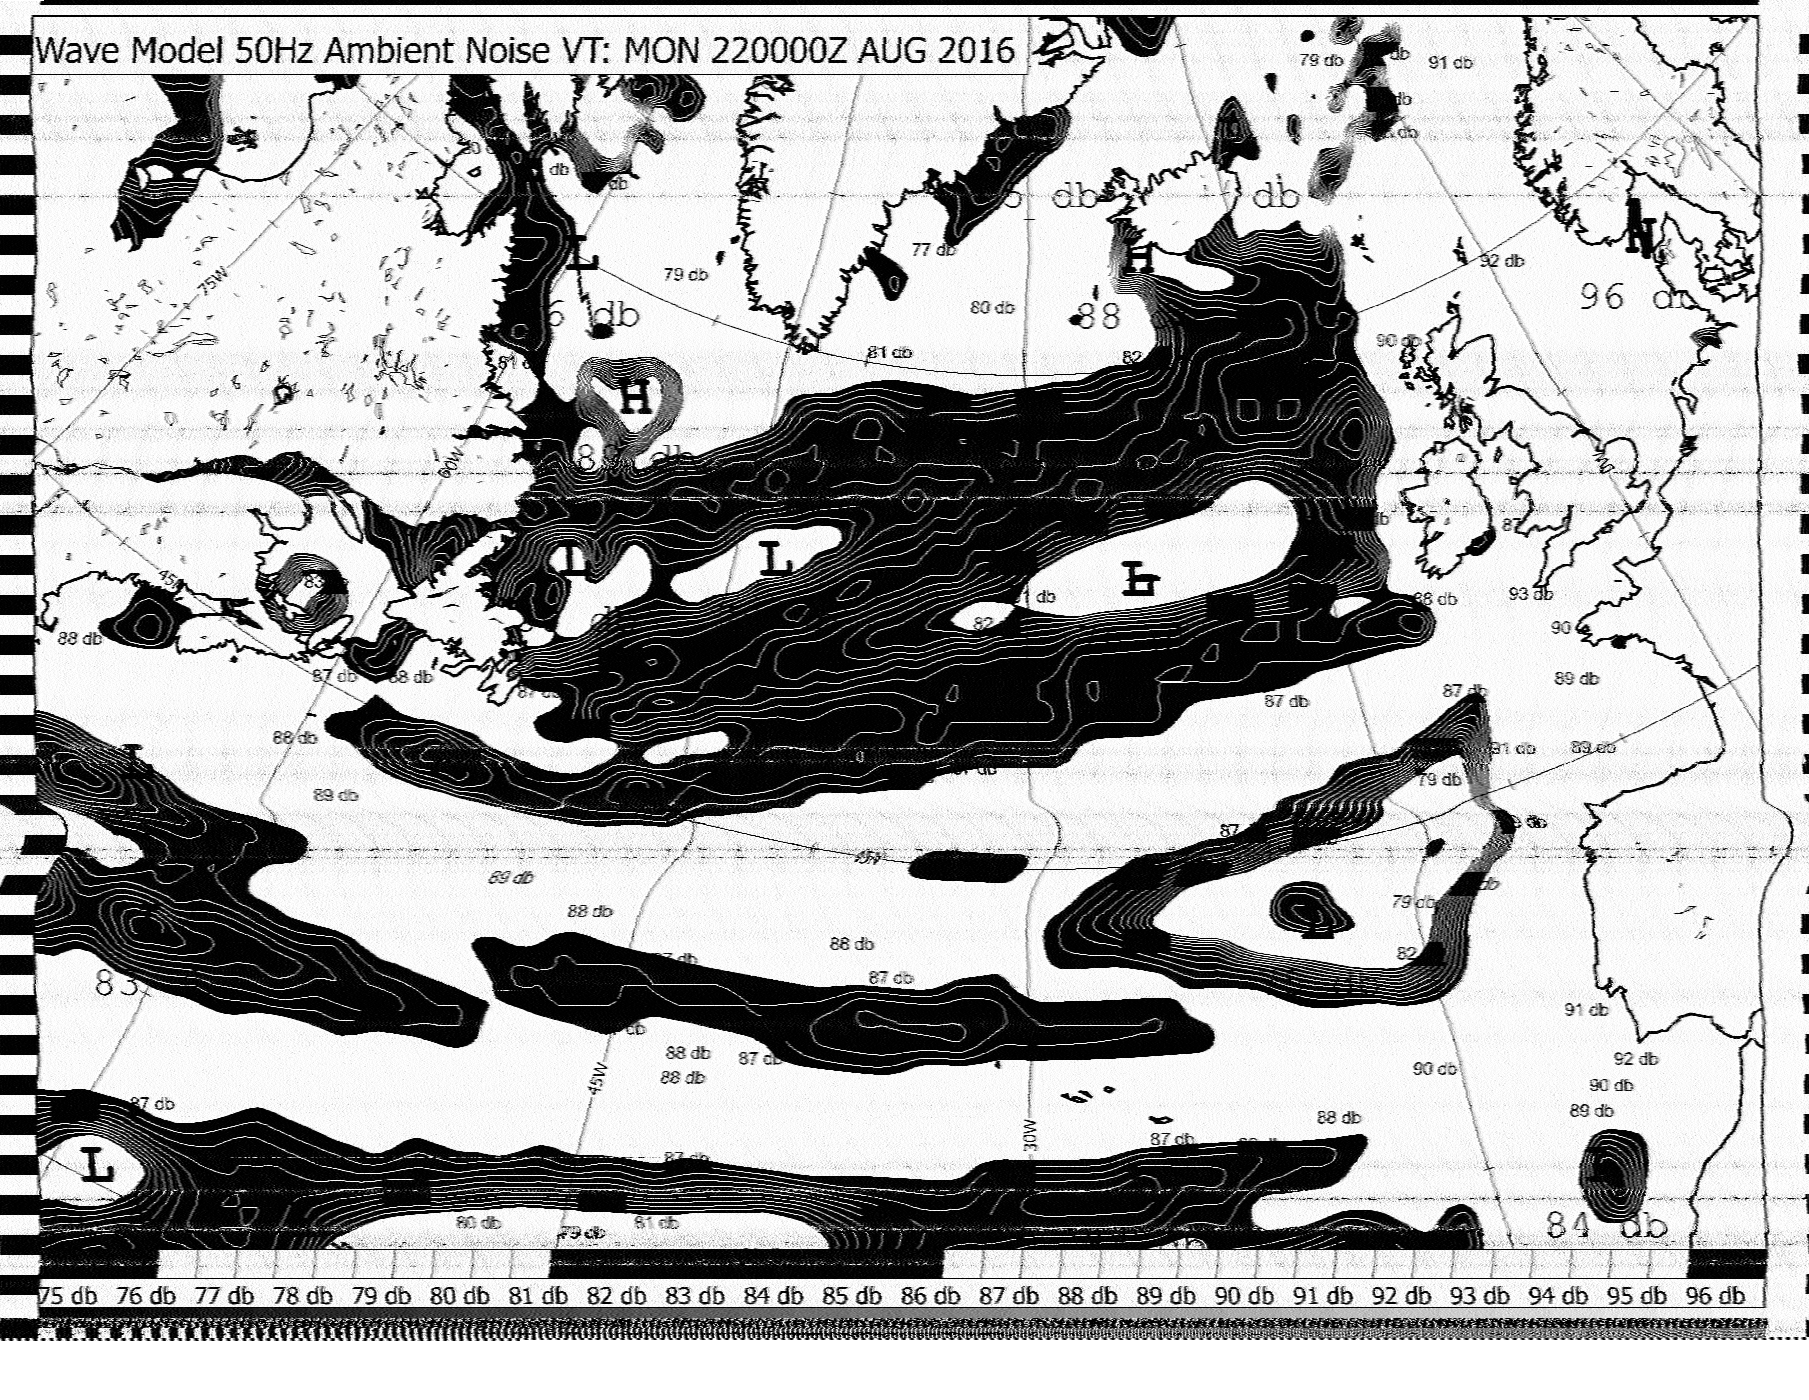 Wave Model 50Hz Ambient Noise VT: MON 220000Z AUG 2016
79 db
91 db
db
db
db
db
db
db
db
77 db
75W
79 db
L
H
92 db
80 db
88
96
db
90 db
81 db
82
H
60W
L
L
L
db
88 db
93 db
45
88 db
82
90
87 db
88 db
89 db
87 db
87 db
88 db
91 db
89 db
79 db
89 db
87
89 db
88 db
79 db
88 db
82
87 db
83
91 db
88 db
87 db
92 db
88 db
90 db
45W
90 db
87 db
89 db
88 db
30W
87 db
87 db
L
80 db
79 db
81 db
84 db
75 db 76 db 77 db 78 db 79 db 80 db 81 db 82 db 83 db 84 db 85 db 86 db 87 db 88 db 89 db 90 db 91 db 92 db 93 db 94 db 95 db 96 db